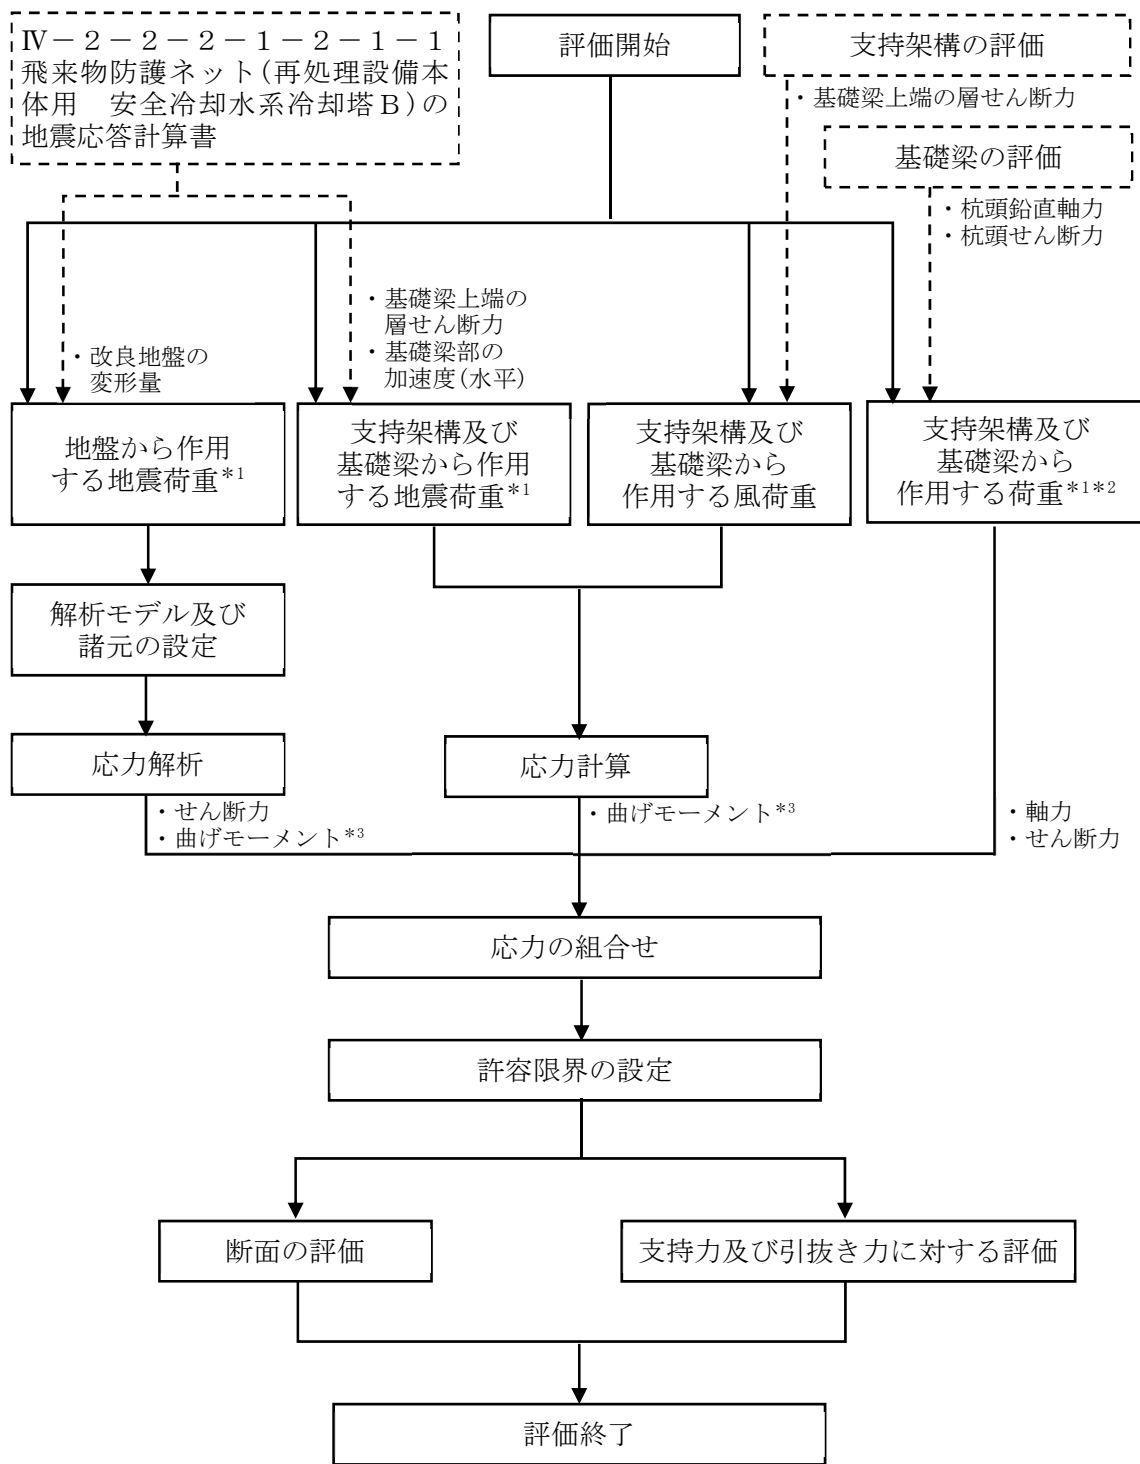 Ⅳ－２－２－２－１－２－１－１
飛来物防護ネット(再処理設備本
体用　安全冷却水系冷却塔Ｂ)の
地震応答計算書
評価開始
支持架構の評価
・基礎梁上端の層せん断力
基礎梁の評価
・杭頭鉛直軸力
・杭頭せん断力
・改良地盤の
変形量
・基礎梁上端の
層せん断力
・基礎梁部の
加速度(水平)
地盤から作用
する地震荷重*1
支持架構及び
基礎梁から作用
する地震荷重*1
支持架構及び
基礎梁から
作用する風荷重
支持架構及び
基礎梁から
作用する荷重*1*2
解析モデル及び
諸元の設定
応力解析
・せん断力
・曲げモーメント*3
応力計算
・曲げモーメント*3
・軸力
・せん断力
応力の組合せ
許容限界の設定
断面の評価
支持力及び引抜き力に対する評価
評価終了